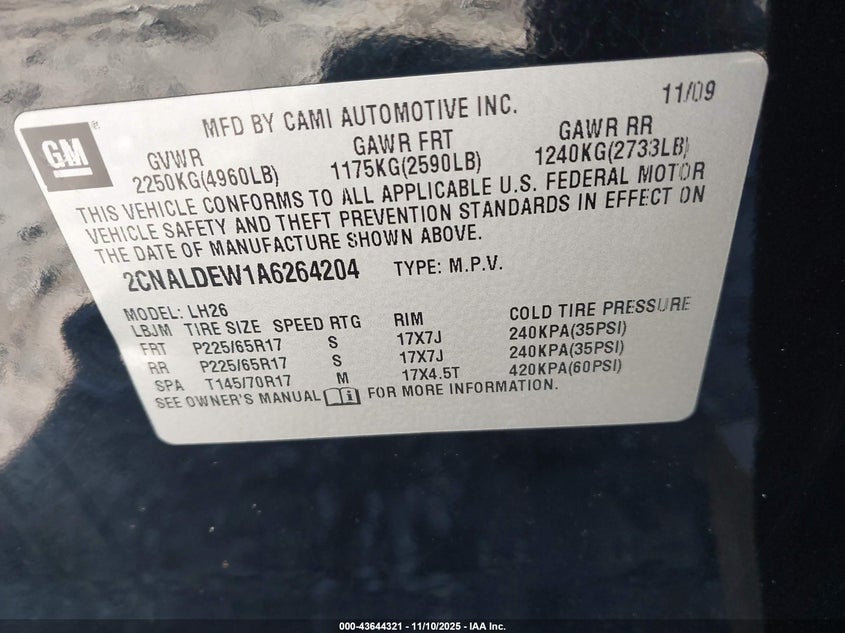 11/09
MFD BY CAMI AUTOMOTIVE INC.
GM
GVWR GAWR FRT GAWR RR
2250KG(4960LB) 1175KG(2590LB) 1240KG(2733LB)
THIS VEHICLE CONFORMS TO ALL APPLICABLE U.S. FEDERAL MOTOR
VEHICLE SAFETY AND THEFT PREVENTION STANDARDS IN EFFECT ON
THE DATE OF MANUFACTURE SHOWN ABOVE.
2CNALDEW1A6264204 TYPE: M.P.V.
MODEL: LH26
LBJM TIRE SIZE SPEED RTG RIM COLD TIRE PRESSURE
FRT P225/65R17 S 17X7J 240KPA(35PSI)
RR P225/65R17 S 17X7J 240KPA(35PSI)
SPA T145/70R17 M 17X4.5T 420KPA(60PSI)
SEE OWNER'S MANUAL FOR MORE INFORMATION.
000-43644321 - 11/10/2025 - IAA Inc.